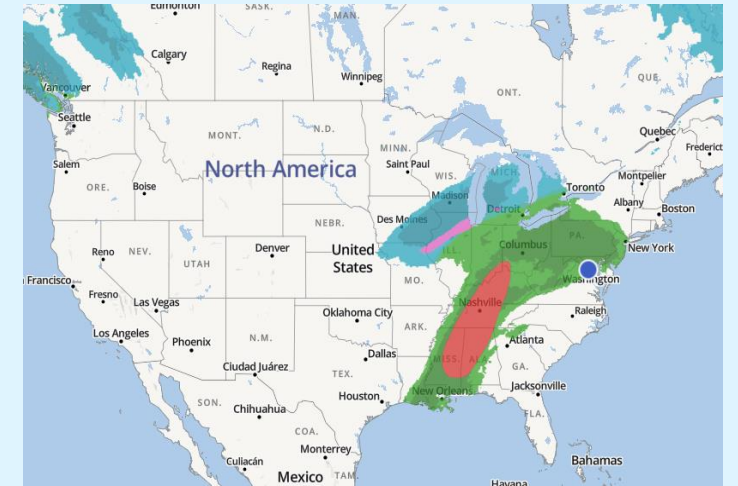 Edmonton
SASK.
MAN.
Calgary
Regina
Winnipeg
Vancouver
Seattle
ONT.
QUE.
Quebec
Frederict
MONT.
N.D.
MINN.
Salem
North America
Saint Paul
WIS.
MICH.
Montpelier
Toronto
ORE.
Boise
Madison
Detroit
Albany
Boston
NEBR.
Des Moines
Reno
NEV.
Denver
United
States
ILL.
Columbus
PA.
New York
UTAH
Washington
n Francisco
MO.
Fresno
Las Vegas
Nashville
Raleigh
Oklahoma City
Los Angeles
Phoenix
N.M.
ARK.
Atlanta
Dallas
MISS.
ALA.
GA.
Ciudad Juárez
TEX.
SON.
Chihuahua
Houston
New Orleans
Jacksonville
FLA.
COA.
Culiacán
Monterrey
Bahamas
Mexico
TAM.
Havana